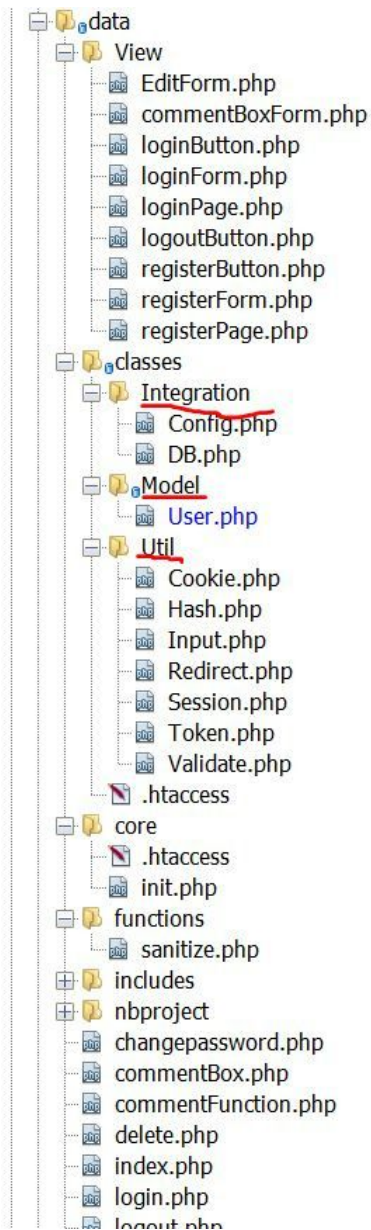 data
View
EditForm.php
commentBoxForm.php
loginButton.php
loginForm.php
loginPage.php
logoutButton.php
registerButton.php
registerForm.php
registerPage.php
classes
Integration
Config.php
DB.php
Model
User.php
Util
Cookie.php
Hash.php
Input.php
Redirect.php
Session.php
Token.php
Validate.php
.htaccess
core
.htaccess
init.php
functions
sanitize.php
includes
nbproject
changepassword.php
commentBox.php
commentFunction.php
delete.php
index.php
login.php
logout.php